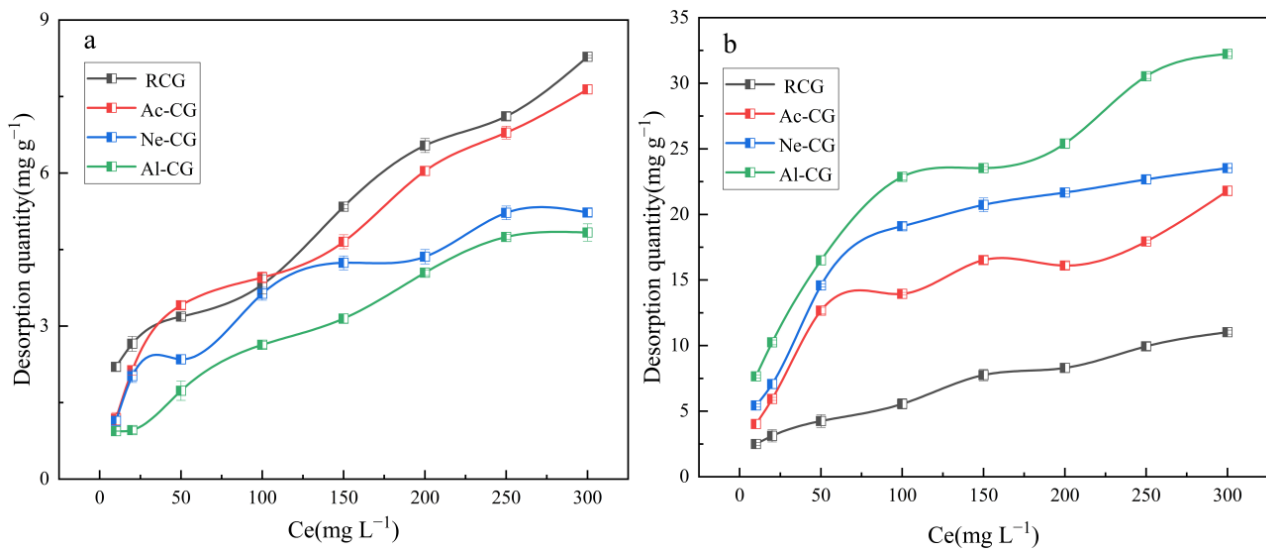 a
RCG
Ac-CG
Ne-CG
Al-CG
Desorption quantity(mg g⁻¹)
9
6
3
0
0 50 100 150 200 250 300
Ce(mg L⁻¹)
b
RCG
Ac-CG
Ne-CG
Al-CG
Desorption quantity(mg g⁻¹)
35
30
25
20
15
10
5
0
0 50 100 150 200 250 300
Ce(mg L⁻¹)